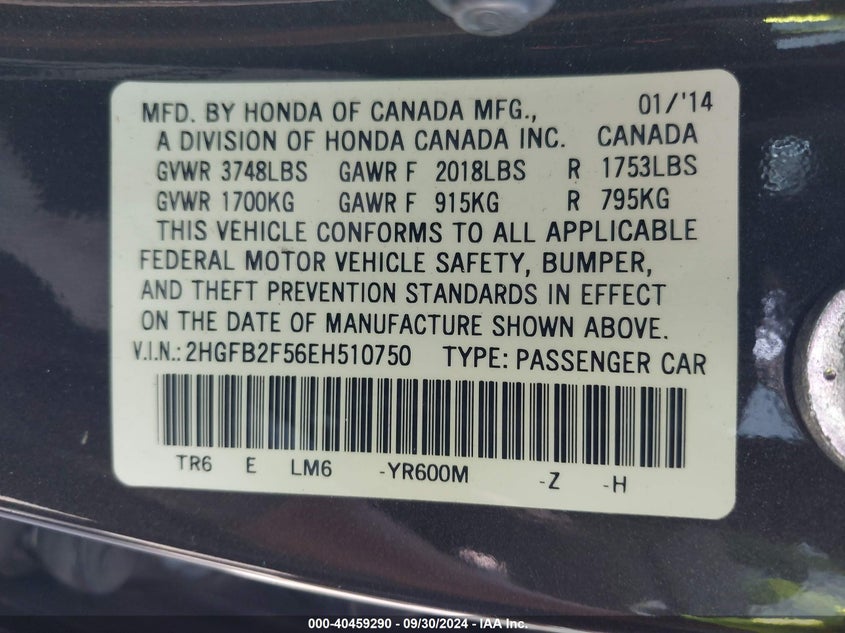 MFD. BY HONDA OF CANADA MFG., 01/'14
A DIVISION OF HONDA CANADA INC. CANADA
GVWR 3748LBS GAWR F 2018LBS R 1753LBS
GVWR 1700KG GAWR F 915KG R 795KG
THIS VEHICLE CONFORMS TO ALL APPLICABLE
FEDERAL MOTOR VEHICLE SAFETY, BUMPER,
AND THEFT PREVENTION STANDARDS IN EFFECT
ON THE DATE OF MANUFACTURE SHOWN ABOVE.
V.I.N.: 2HGFB2F56EH510750 TYPE: PASSENGER CAR
TR6 E LM6 -YR600M -Z -H
000-40459290 - 09/30/2024 - IAA Inc.